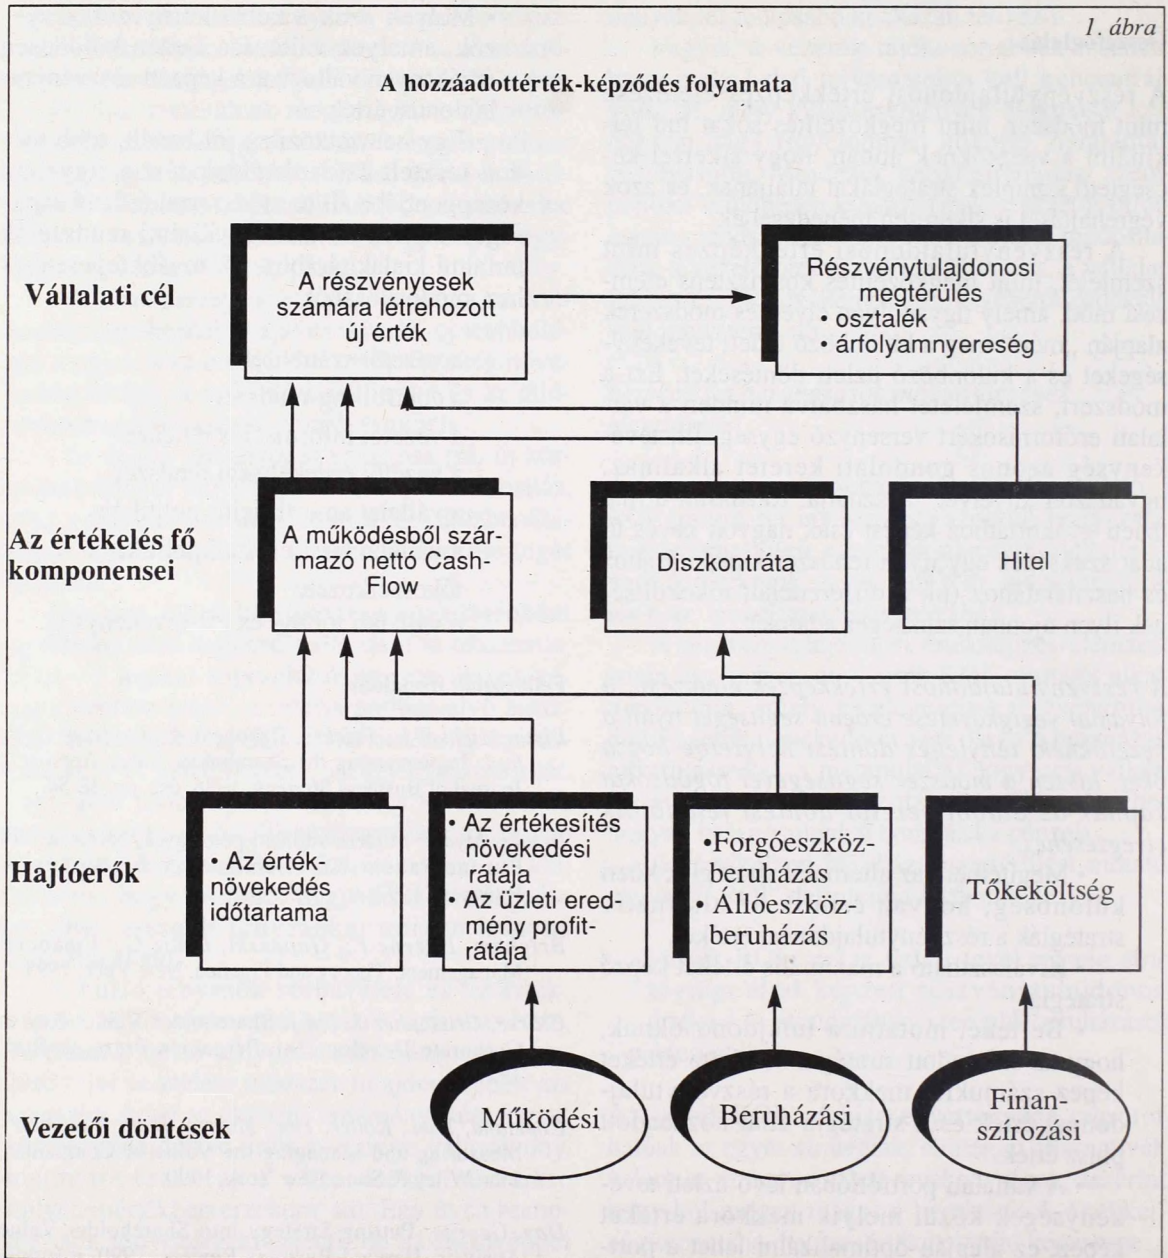 1. ábra
A hozzáadottérték-képződés folyamata
Vállalati cél
A részvényesek
számára létrehozott
új érték
Részvénytulajdonosi
megtérülés
• osztalék
• árfolyamnyereség
Az értékelés fő
komponensei
A működésből szár-
mazó nettó Cash-
Flow
Diszkontráta
Hitel
Hajtóerők
• Az érték-
növekedés
időtartama
• Az értékesítés
növekedési
rátája
• Az üzleti ered-
mény profit-
rátája
•Forgóeszköz-
beruházás
• Állóeszköz-
beruházás
Tőkeköltség
Vezetői döntések
Működési
Beruházási
Finan-
szírozási